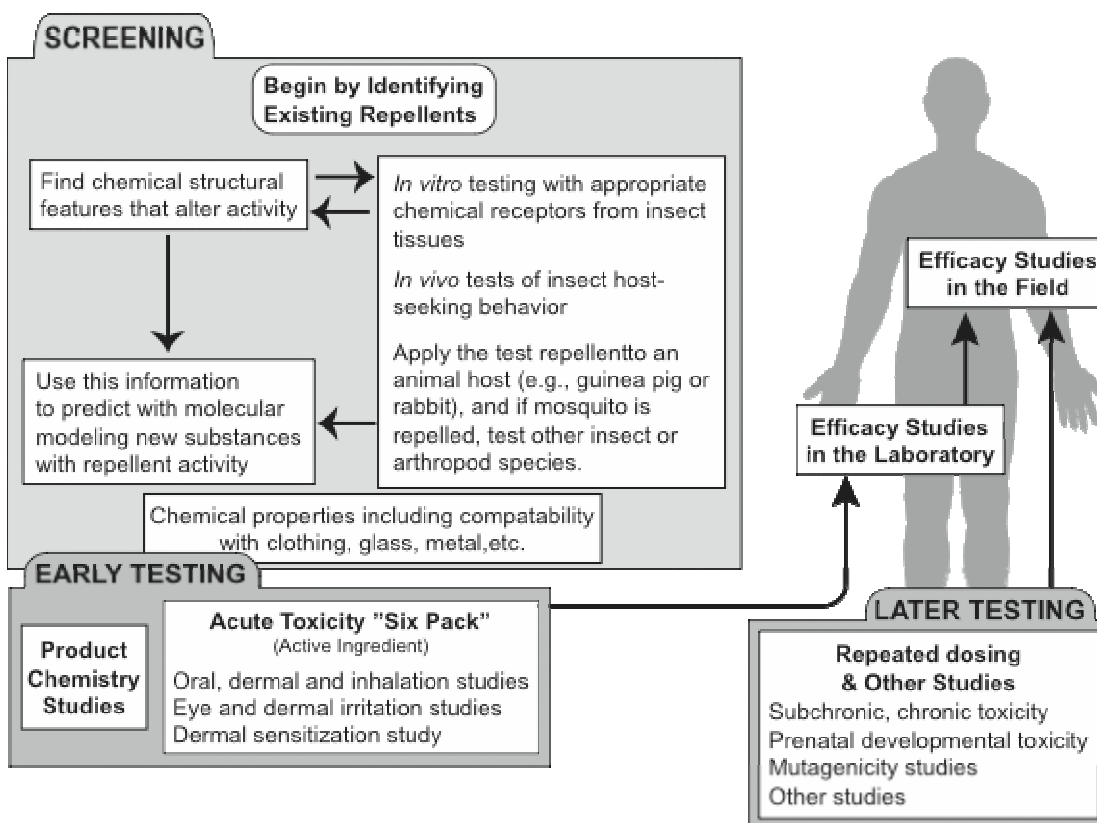 SCREENING
Begin by Identifying
Existing Repellents
Find chemical structural
features that alter activity
In vitro testing with appropriate
chemical receptors from insect
tissues
In vivo tests of insect host-
seeking behavior
Apply the test repellentto an
animal host (e.g., guinea pig or
rabbit), and if mosquito is
repelled, test other insect or
arthropod species.
Use this information
to predict with molecular
modeling new substances
with repellent activity
Chemical properties including compatability
with clothing, glass, metal,etc.
EARLY TESTING
Product
Chemistry
Studies
Acute Toxicity "Six Pack"
(Active Ingredient)
Oral, dermal and inhalation studies
Eye and dermal irritation studies
Dermal sensitization study
Efficacy Studies
in the Field
Efficacy Studies
in the Laboratory
LATER TESTING
Repeated dosing
& Other Studies
Subchronic, chronic toxicity
Prenatal developmental toxicity
Mutagenicity studies
Other studies